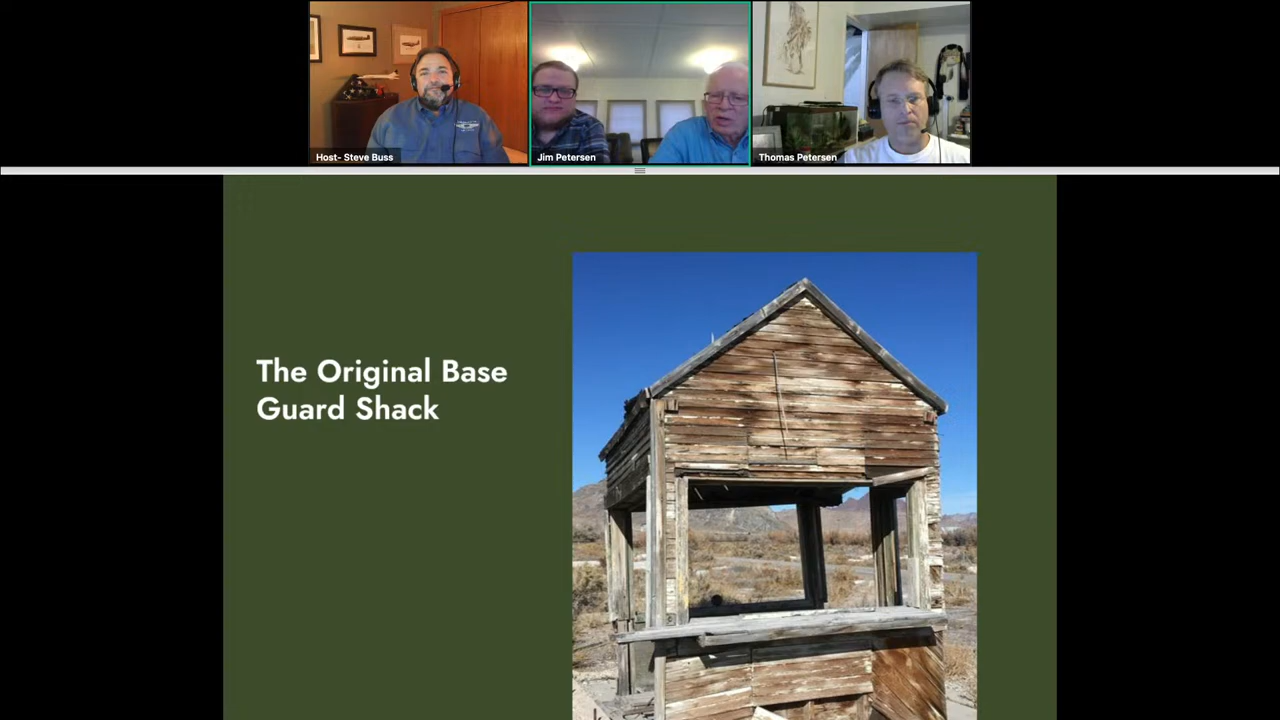 Host- Steve Buss
Jim Petersen
Thomas Petersen
The Original Base
Guard Shack